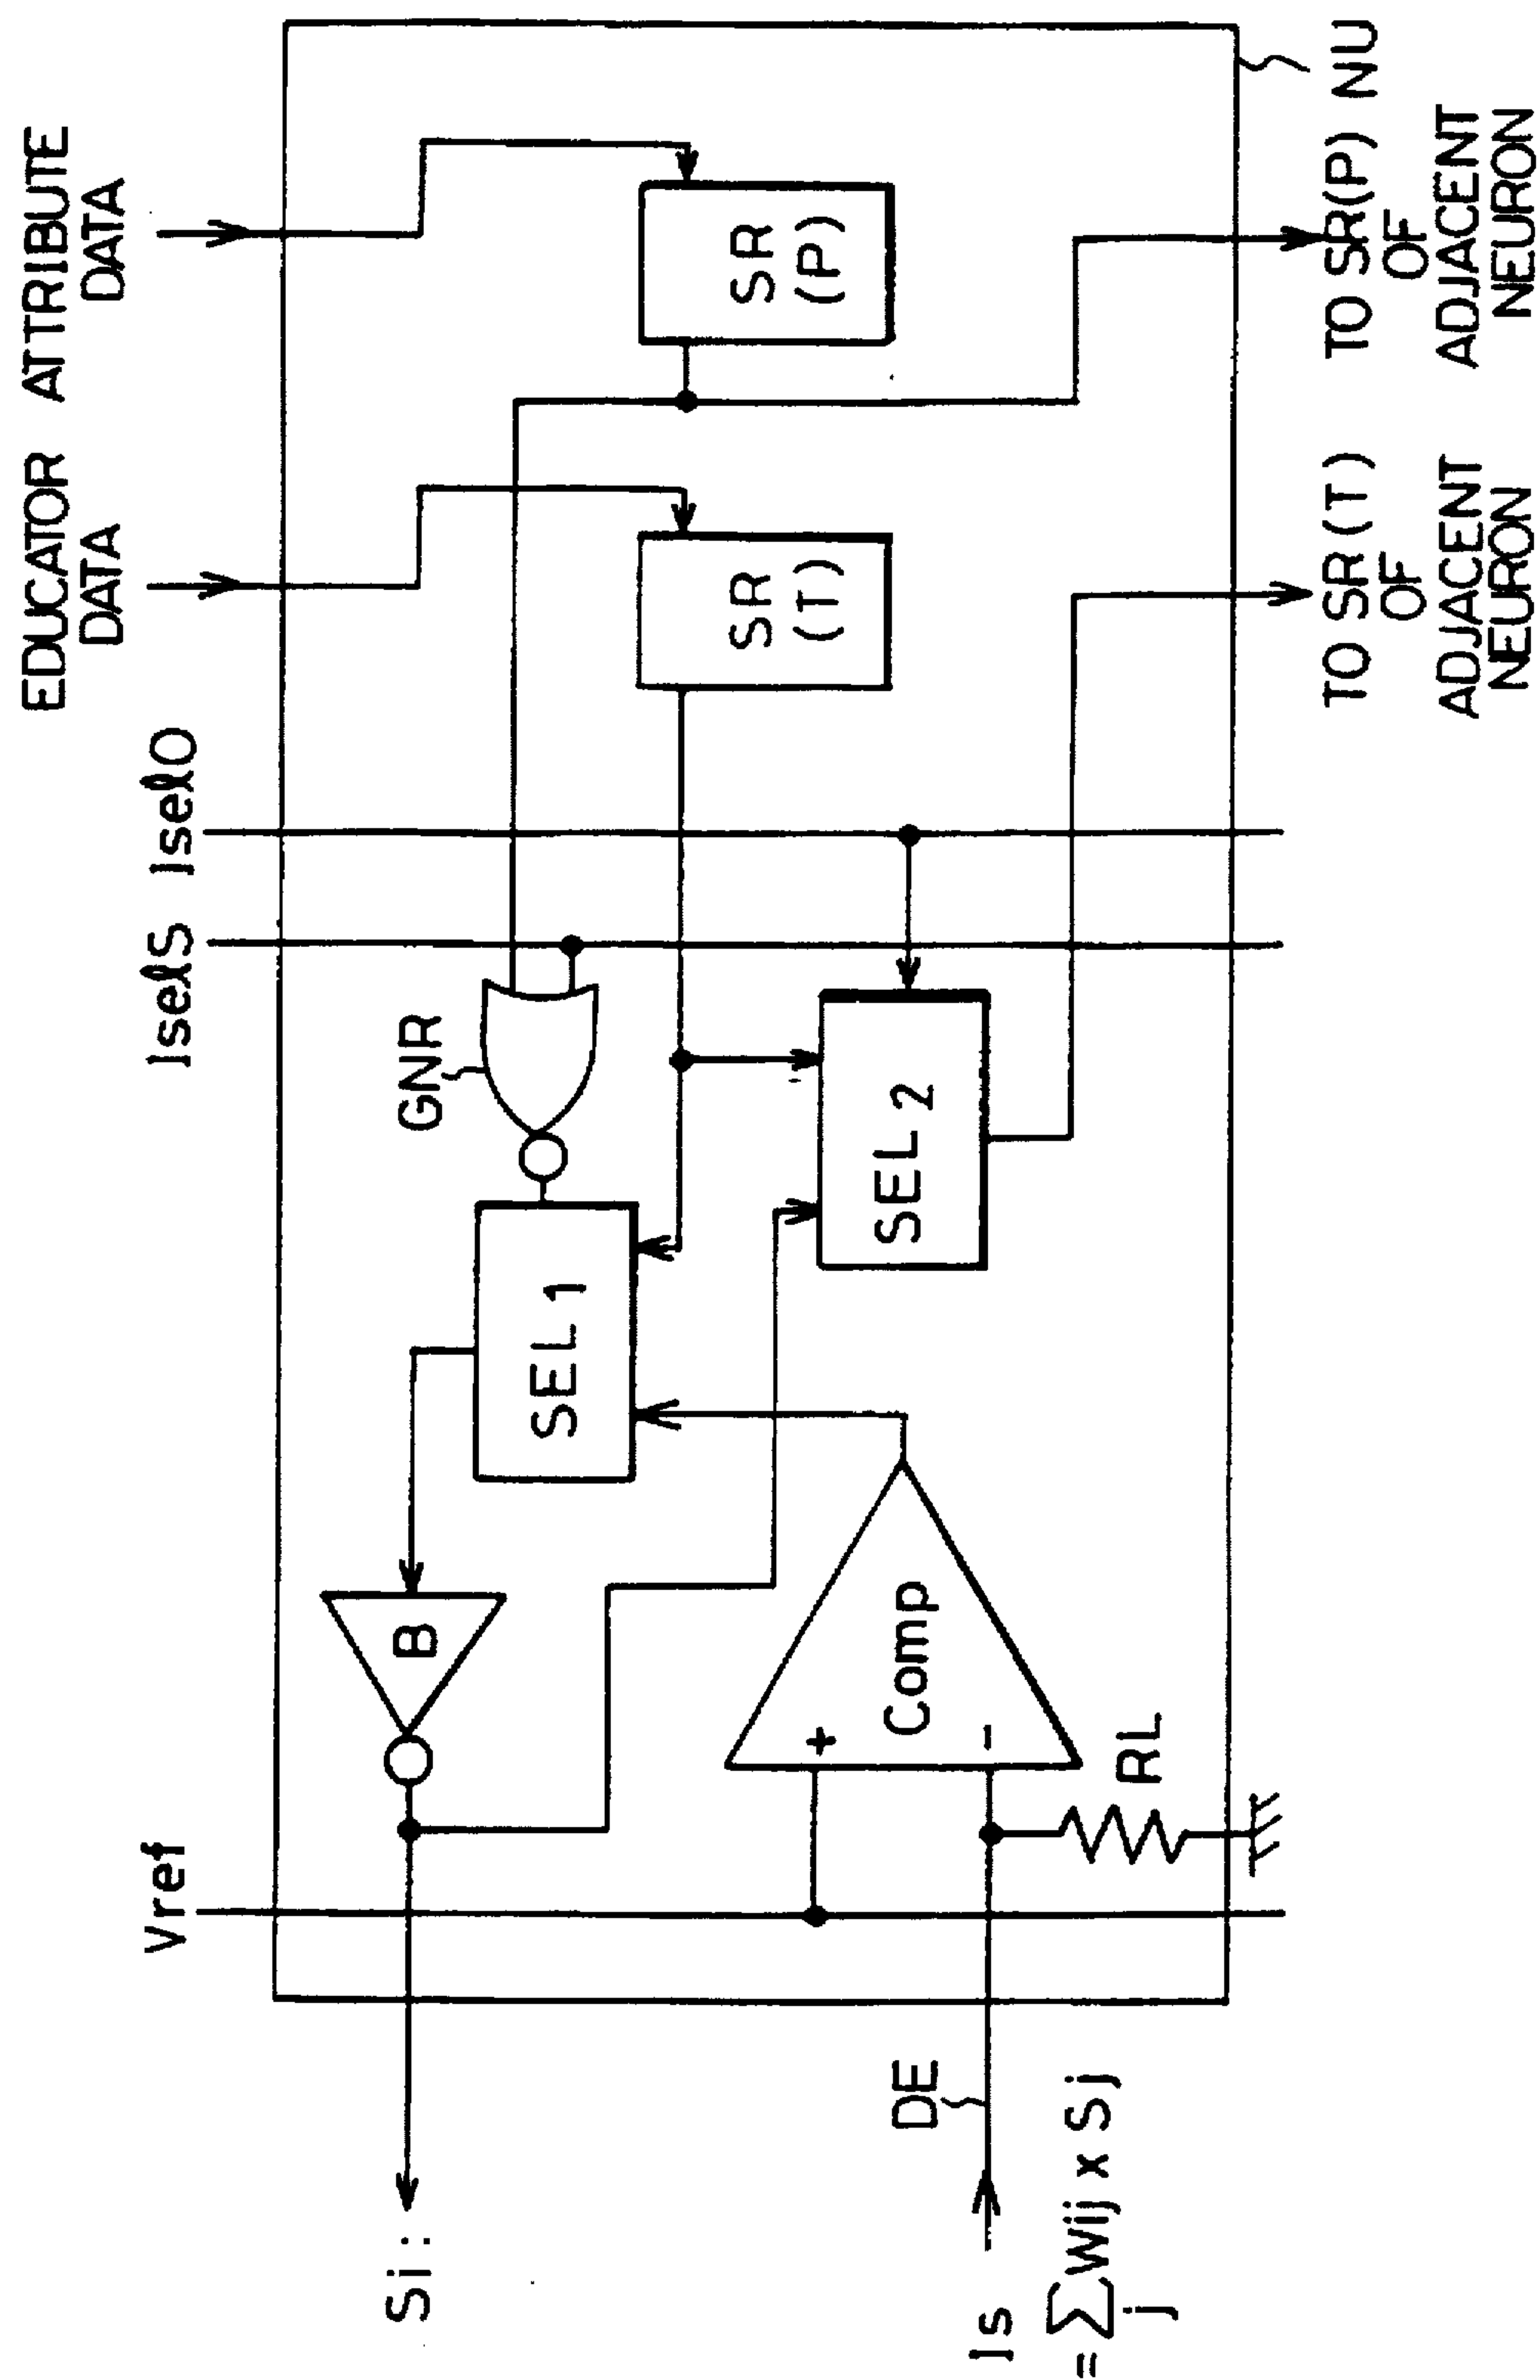 EDUCATOR
DATA
ATTRIBUTE
DATA
Vref
IselS
IselO
GNR
B
SEL 1
SEL 2
SR
(T)
SR
(P)
Comp
+
-
RL
Si :
DE
Is
= ∑ Wij x Sj
j
TO SR (T)
OF
ADJACENT
NEURON
TO SR(P)
OF
ADJACENT
NEURON
NU